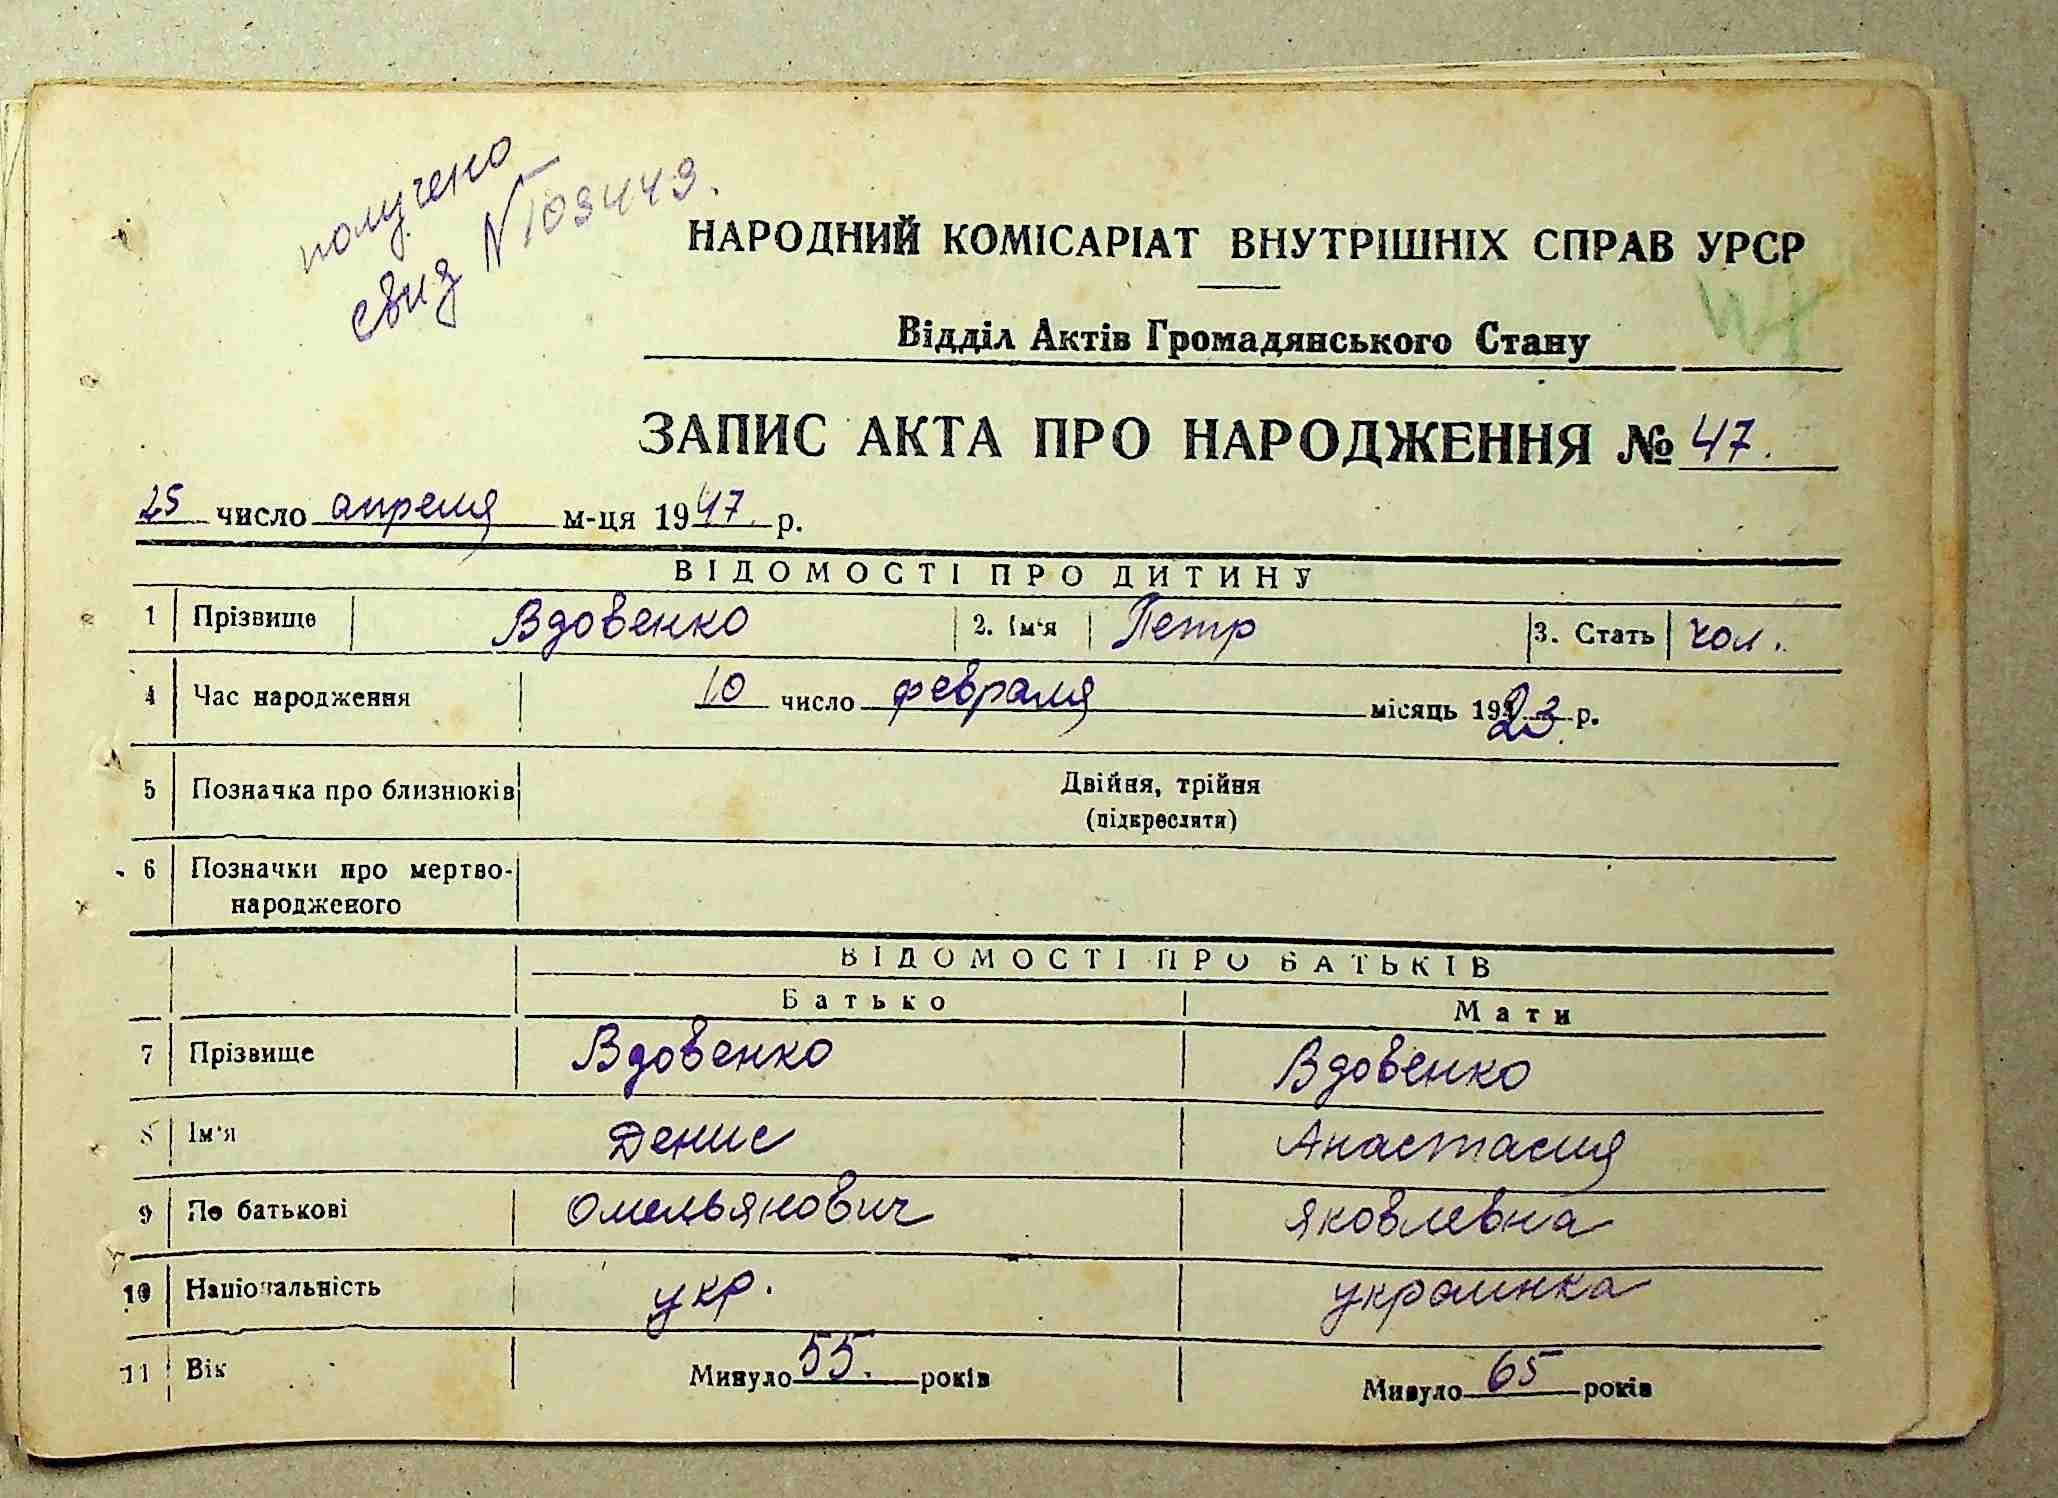 получено
свид № 109449.
НАРОДНИЙ КОМІСАРІАТ ВНУТРІШНІХ СПРАВ УРСР
Відділ Актів Громадянського Стану
ЗАПИС АКТА ПРО НАРОДЖЕННЯ № 47.
25 число апреля м-ця 1947. р.
ВІДОМОСТІ ПРО ДИТИНУ
1 Прізвище Вдовенко 2. Ім'я Петр 3. Стать чол.
4 Час народження 10 число февраля місяць 1923 р.
5 Позначка про близнюків Двійня, трійня
(підкреслити)
6 Позначки про мертво-
народженого
ВІДОМОСТІ ПРО БАТЬКІВ
Батько Мати
7 Прізвище Вдовенко Вдовенко
8 Ім'я Денис Анастасия
9 По батькові Омельянович Яковлевна
10 Національність укр. украинка
11 Вік Минуло 55. років Минуло 65 років